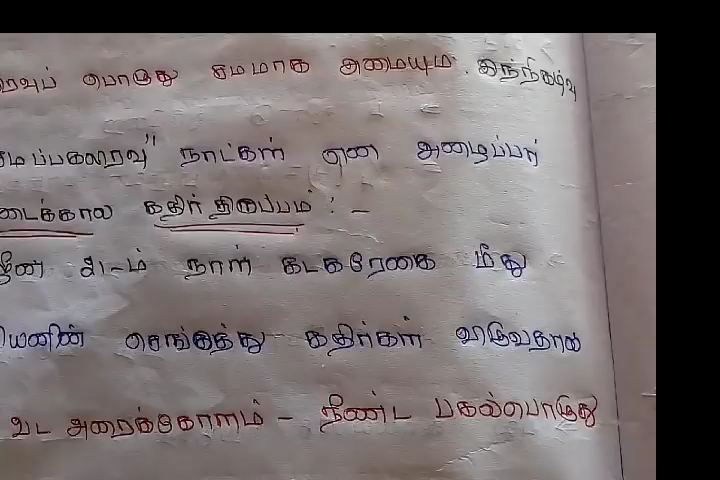 பொழுது சமமாக அமையும். இந்நிகழ்வு
சமப்பகலிரவு" நாட்கள் என அழைப்பர்
டைக்கால கதிர் திருப்பம் : -
ஜூன் 21-ம் நாள் கடகரேகை மீது
ரியனின் செங்குத்து கதிர்கள் விழுவதால்
வட அரைக்கோளம் - நீண்ட பகல்பொழுது